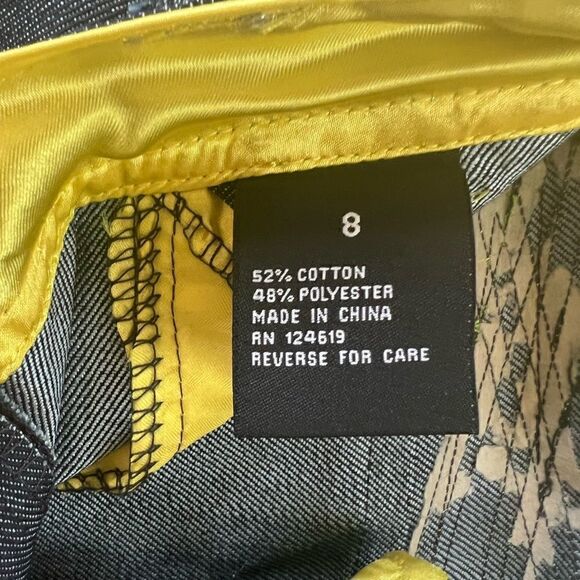 8
52% COTTON
48% POLYESTER
MADE IN CHINA
RN 124619
REVERSE FOR CARE